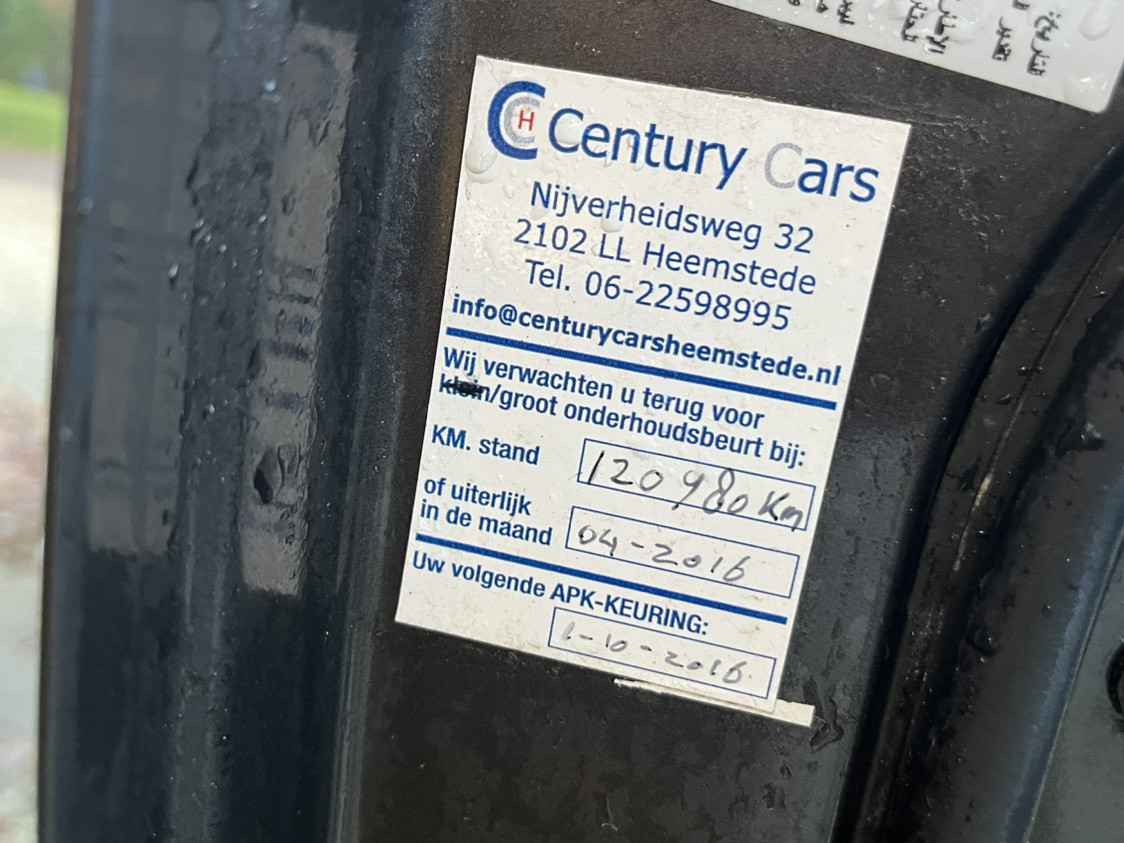 CCH Century Cars
Nijverheidsweg 32
2102 LL Heemstede
Tel. 06-22598995
info@centurycarsheemstede.nl
Wij verwachten u terug voor
klein/groot onderhoudsbeurt bij:
KM. stand 120980 Km
of uiterlijk
in de maand 04-2016
Uw volgende APK-KEURING:
1-10-2016